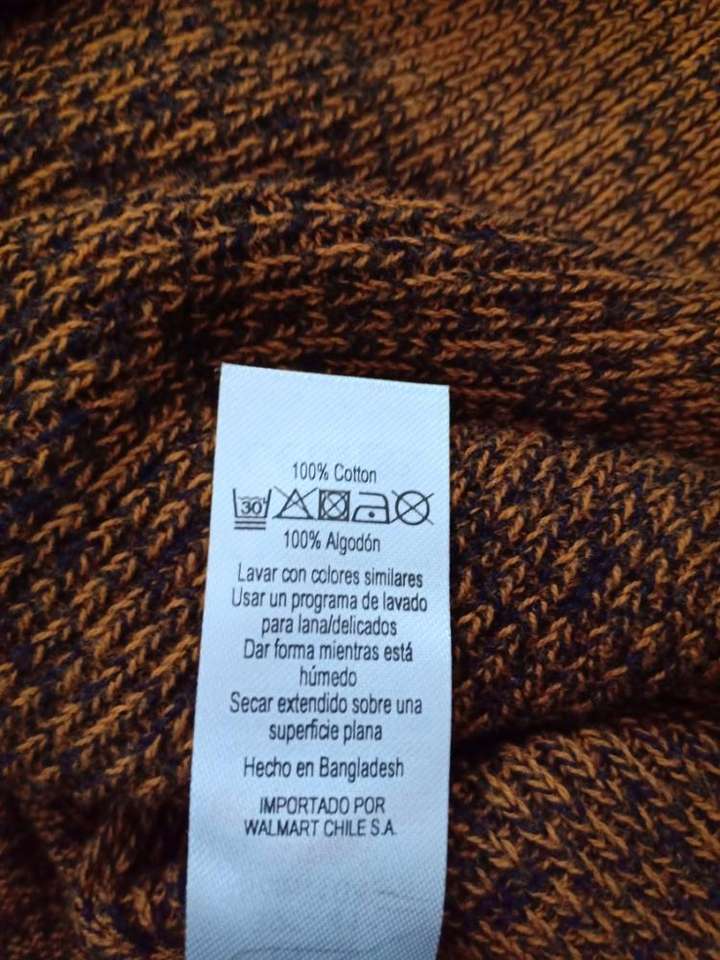 100% Cotton
30
100% Algodón
Lavar con colores similares
Usar un programa de lavado
para lana/delicados
Dar forma mientras está
húmedo
Secar extendido sobre una
superficie plana
Hecho en Bangladesh
IMPORTADO POR
WALMART CHILE S.A.